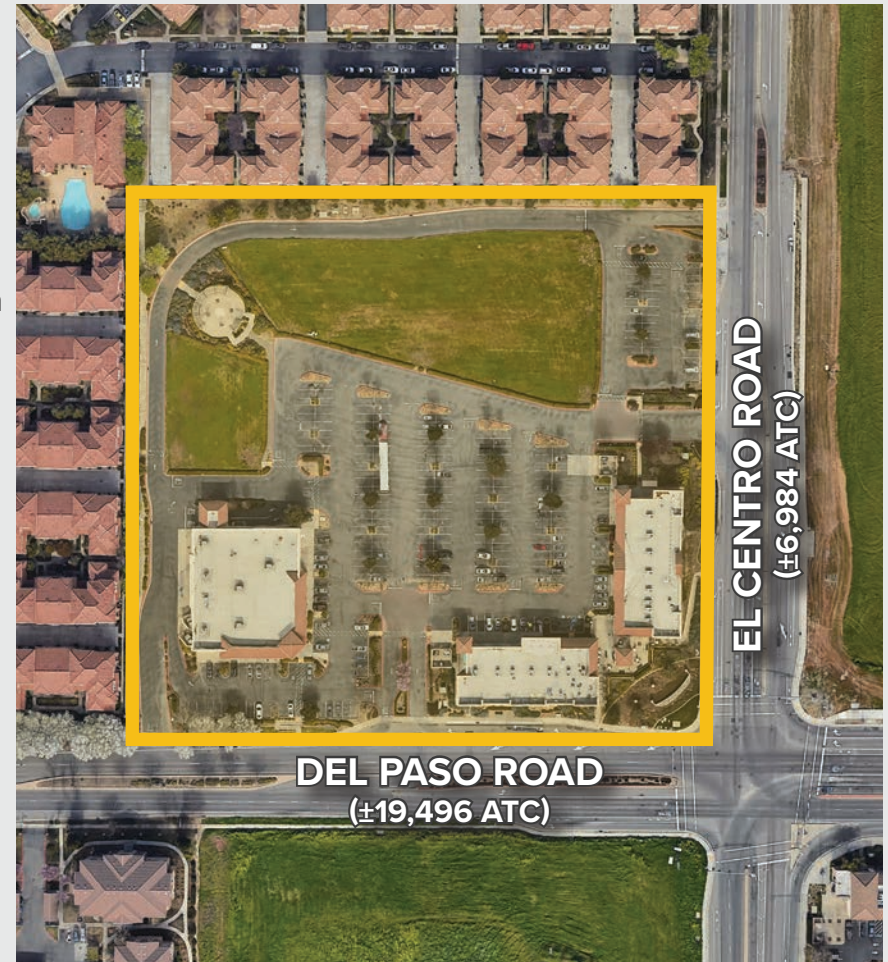 EL CENTRO ROAD
(±6,984 ATC)
DEL PASO ROAD
(±19,496 ATC)